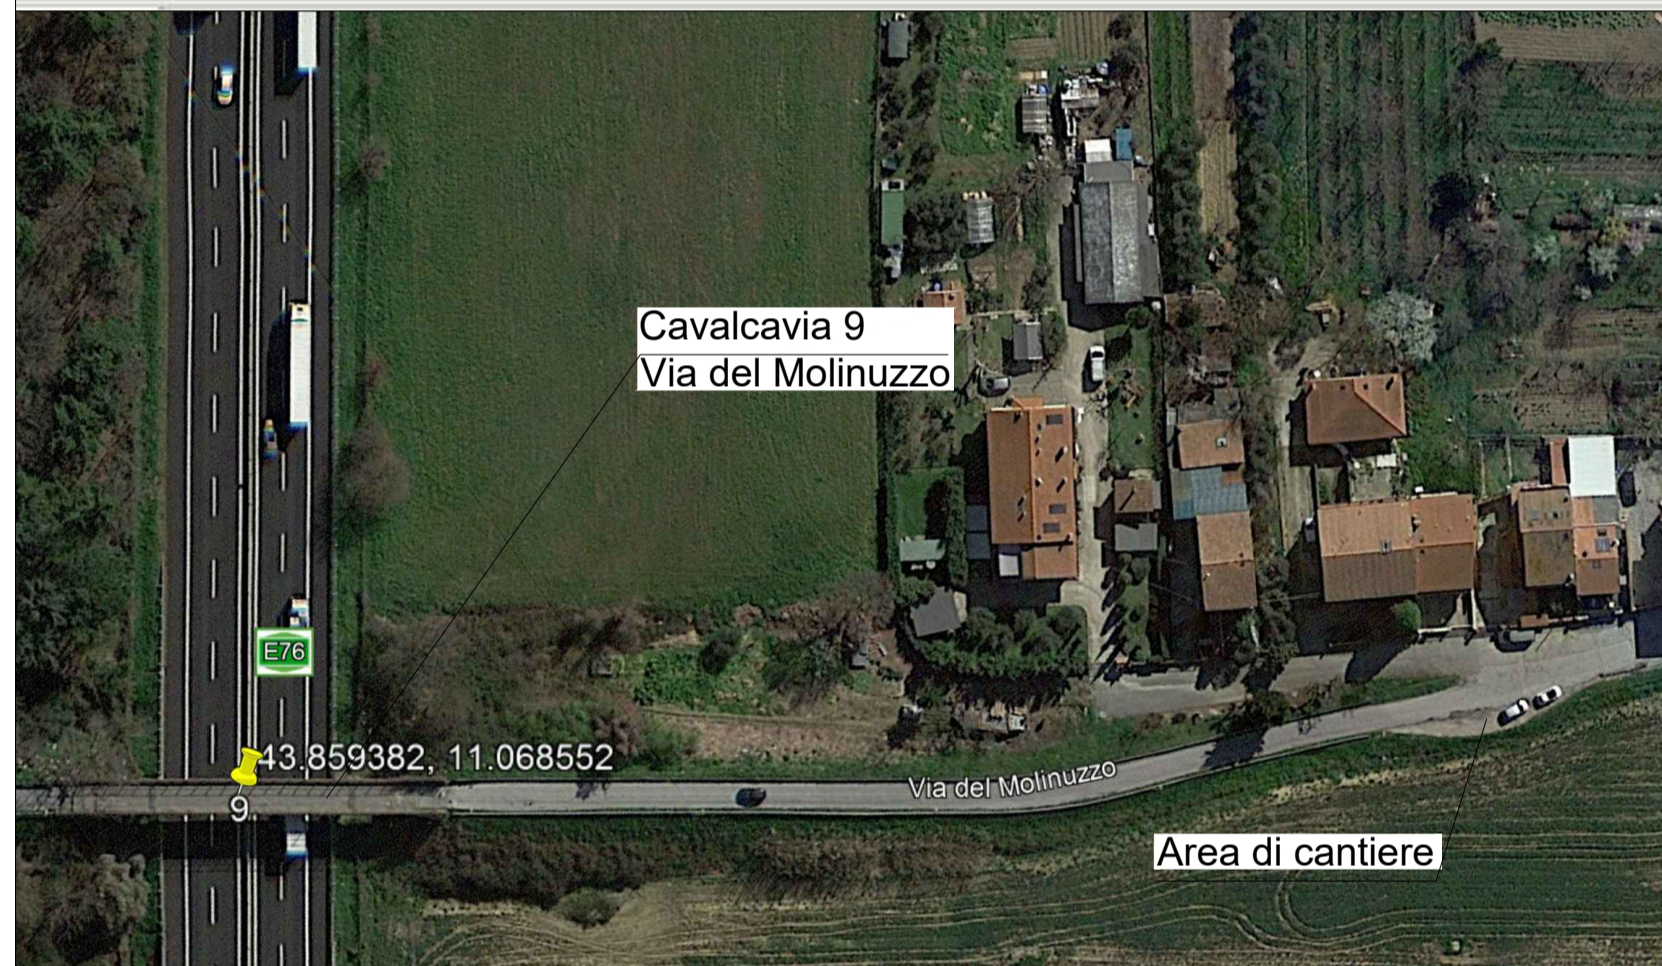 Cavalcavia 9
Via del Molinuzzo
E76
43.859382, 11.068552
9
Via del Molinuzzo
Area di cantiere